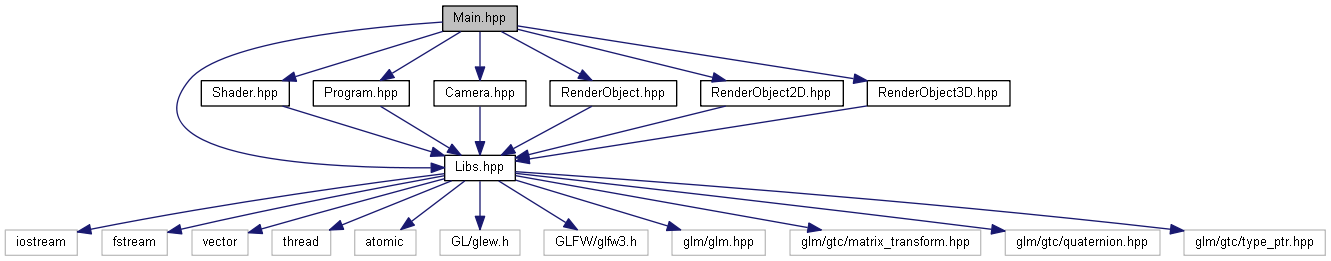 Main.hpp
Shader.hpp
Program.hpp
Camera.hpp
RenderObject.hpp
RenderObject2D.hpp
RenderObject3D.hpp
Libs.hpp
iostream
fstream
vector
thread
atomic
GL/glew.h
GLFW/glfw3.h
glm/glm.hpp
glm/gtc/matrix_transform.hpp
glm/gtc/quaternion.hpp
glm/gtc/type_ptr.hpp